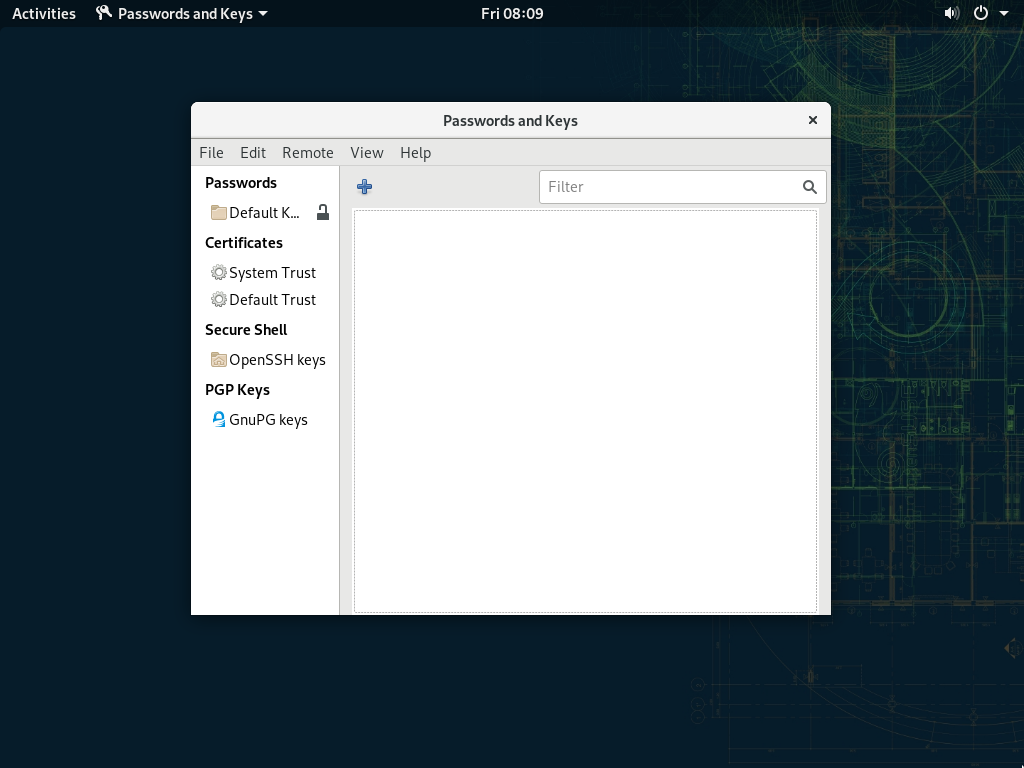 Activities Passwords and Keys Fri 08:09
Passwords and Keys
File Edit Remote View Help
Passwords
Filter
Default K...
Certificates
System Trust
Default Trust
Secure Shell
OpenSSH keys
PGP Keys
GnuPG keys